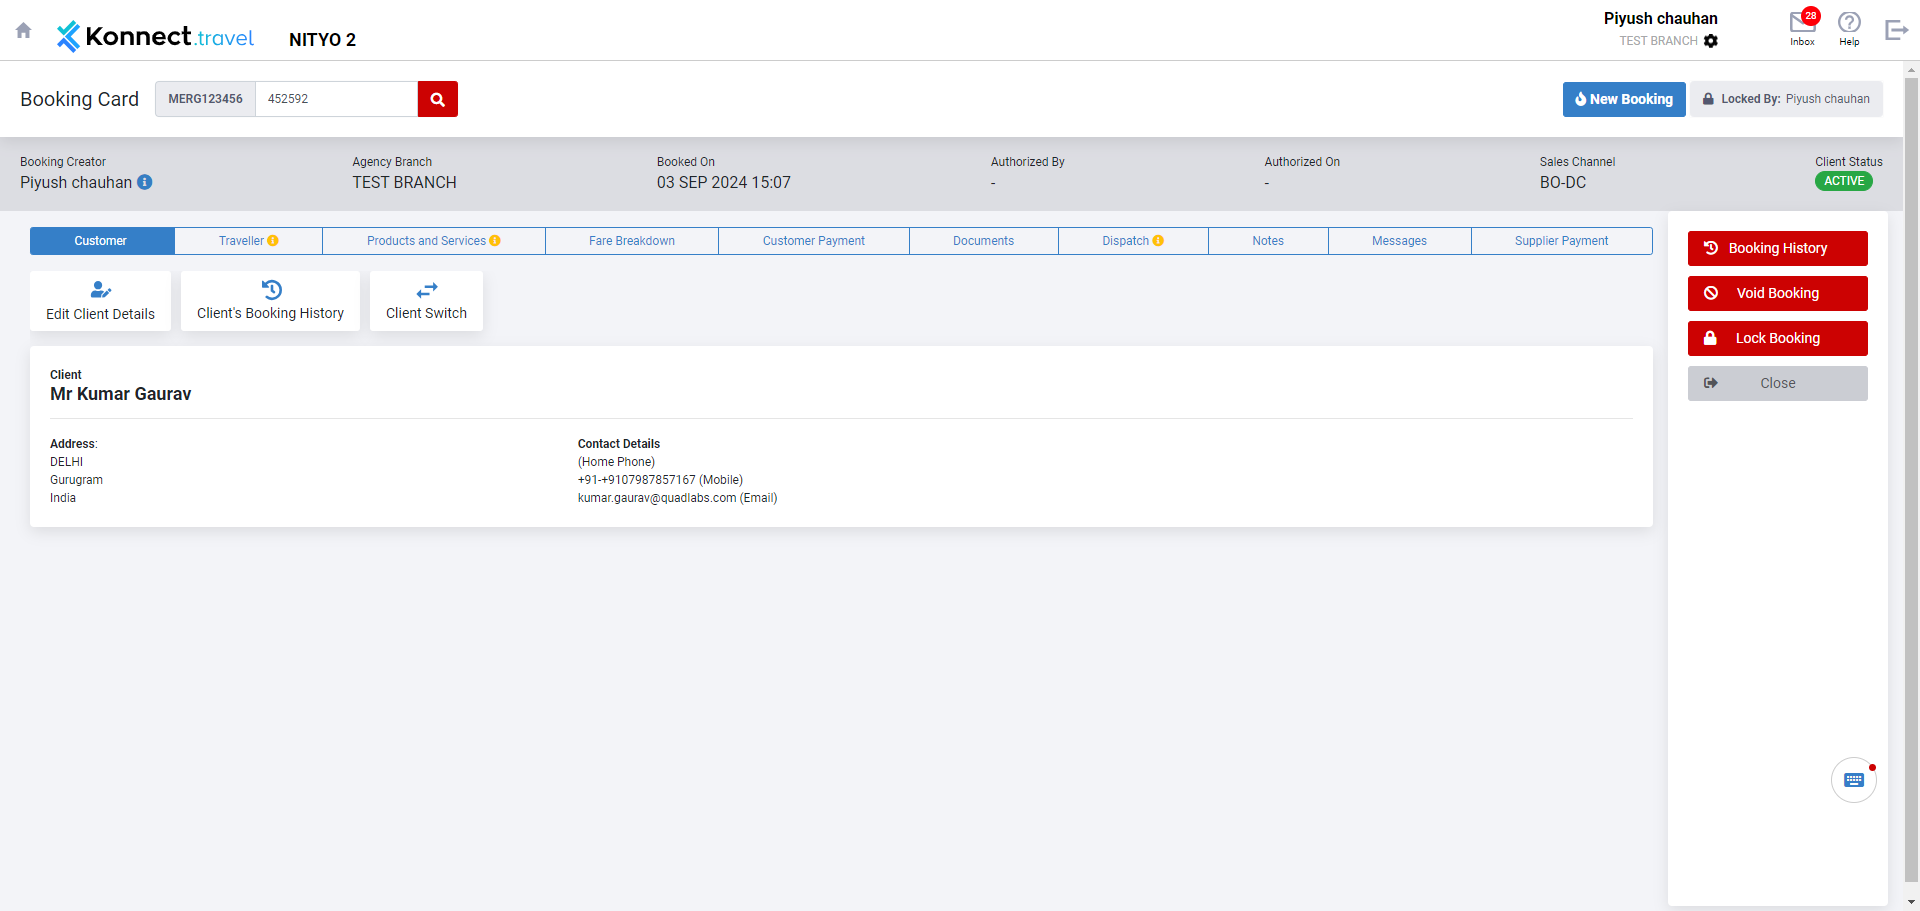 Konnect.travel
NITYO 2
Piyush chauhan
TEST BRANCH
28
Inbox
Help
Booking Card
MERG123456
452592
New Booking
Locked By: Piyush chauhan
Booking Creator
Piyush chauhan
Agency Branch
TEST BRANCH
Booked On
03 SEP 2024 15:07
Authorized By
-
Authorized On
-
Sales Channel
BO-DC
Client Status
ACTIVE
Customer
Traveller
Products and Services
Fare Breakdown
Customer Payment
Documents
Dispatch
Notes
Messages
Supplier Payment
Edit Client Details
Client's Booking History
Client Switch
Client
Mr Kumar Gaurav
Address:
DELHI
Gurugram
India
Contact Details
(Home Phone)
+91-+9107987857167 (Mobile)
kumar.gaurav@quadlabs.com (Email)
Booking History
Void Booking
Lock Booking
Close